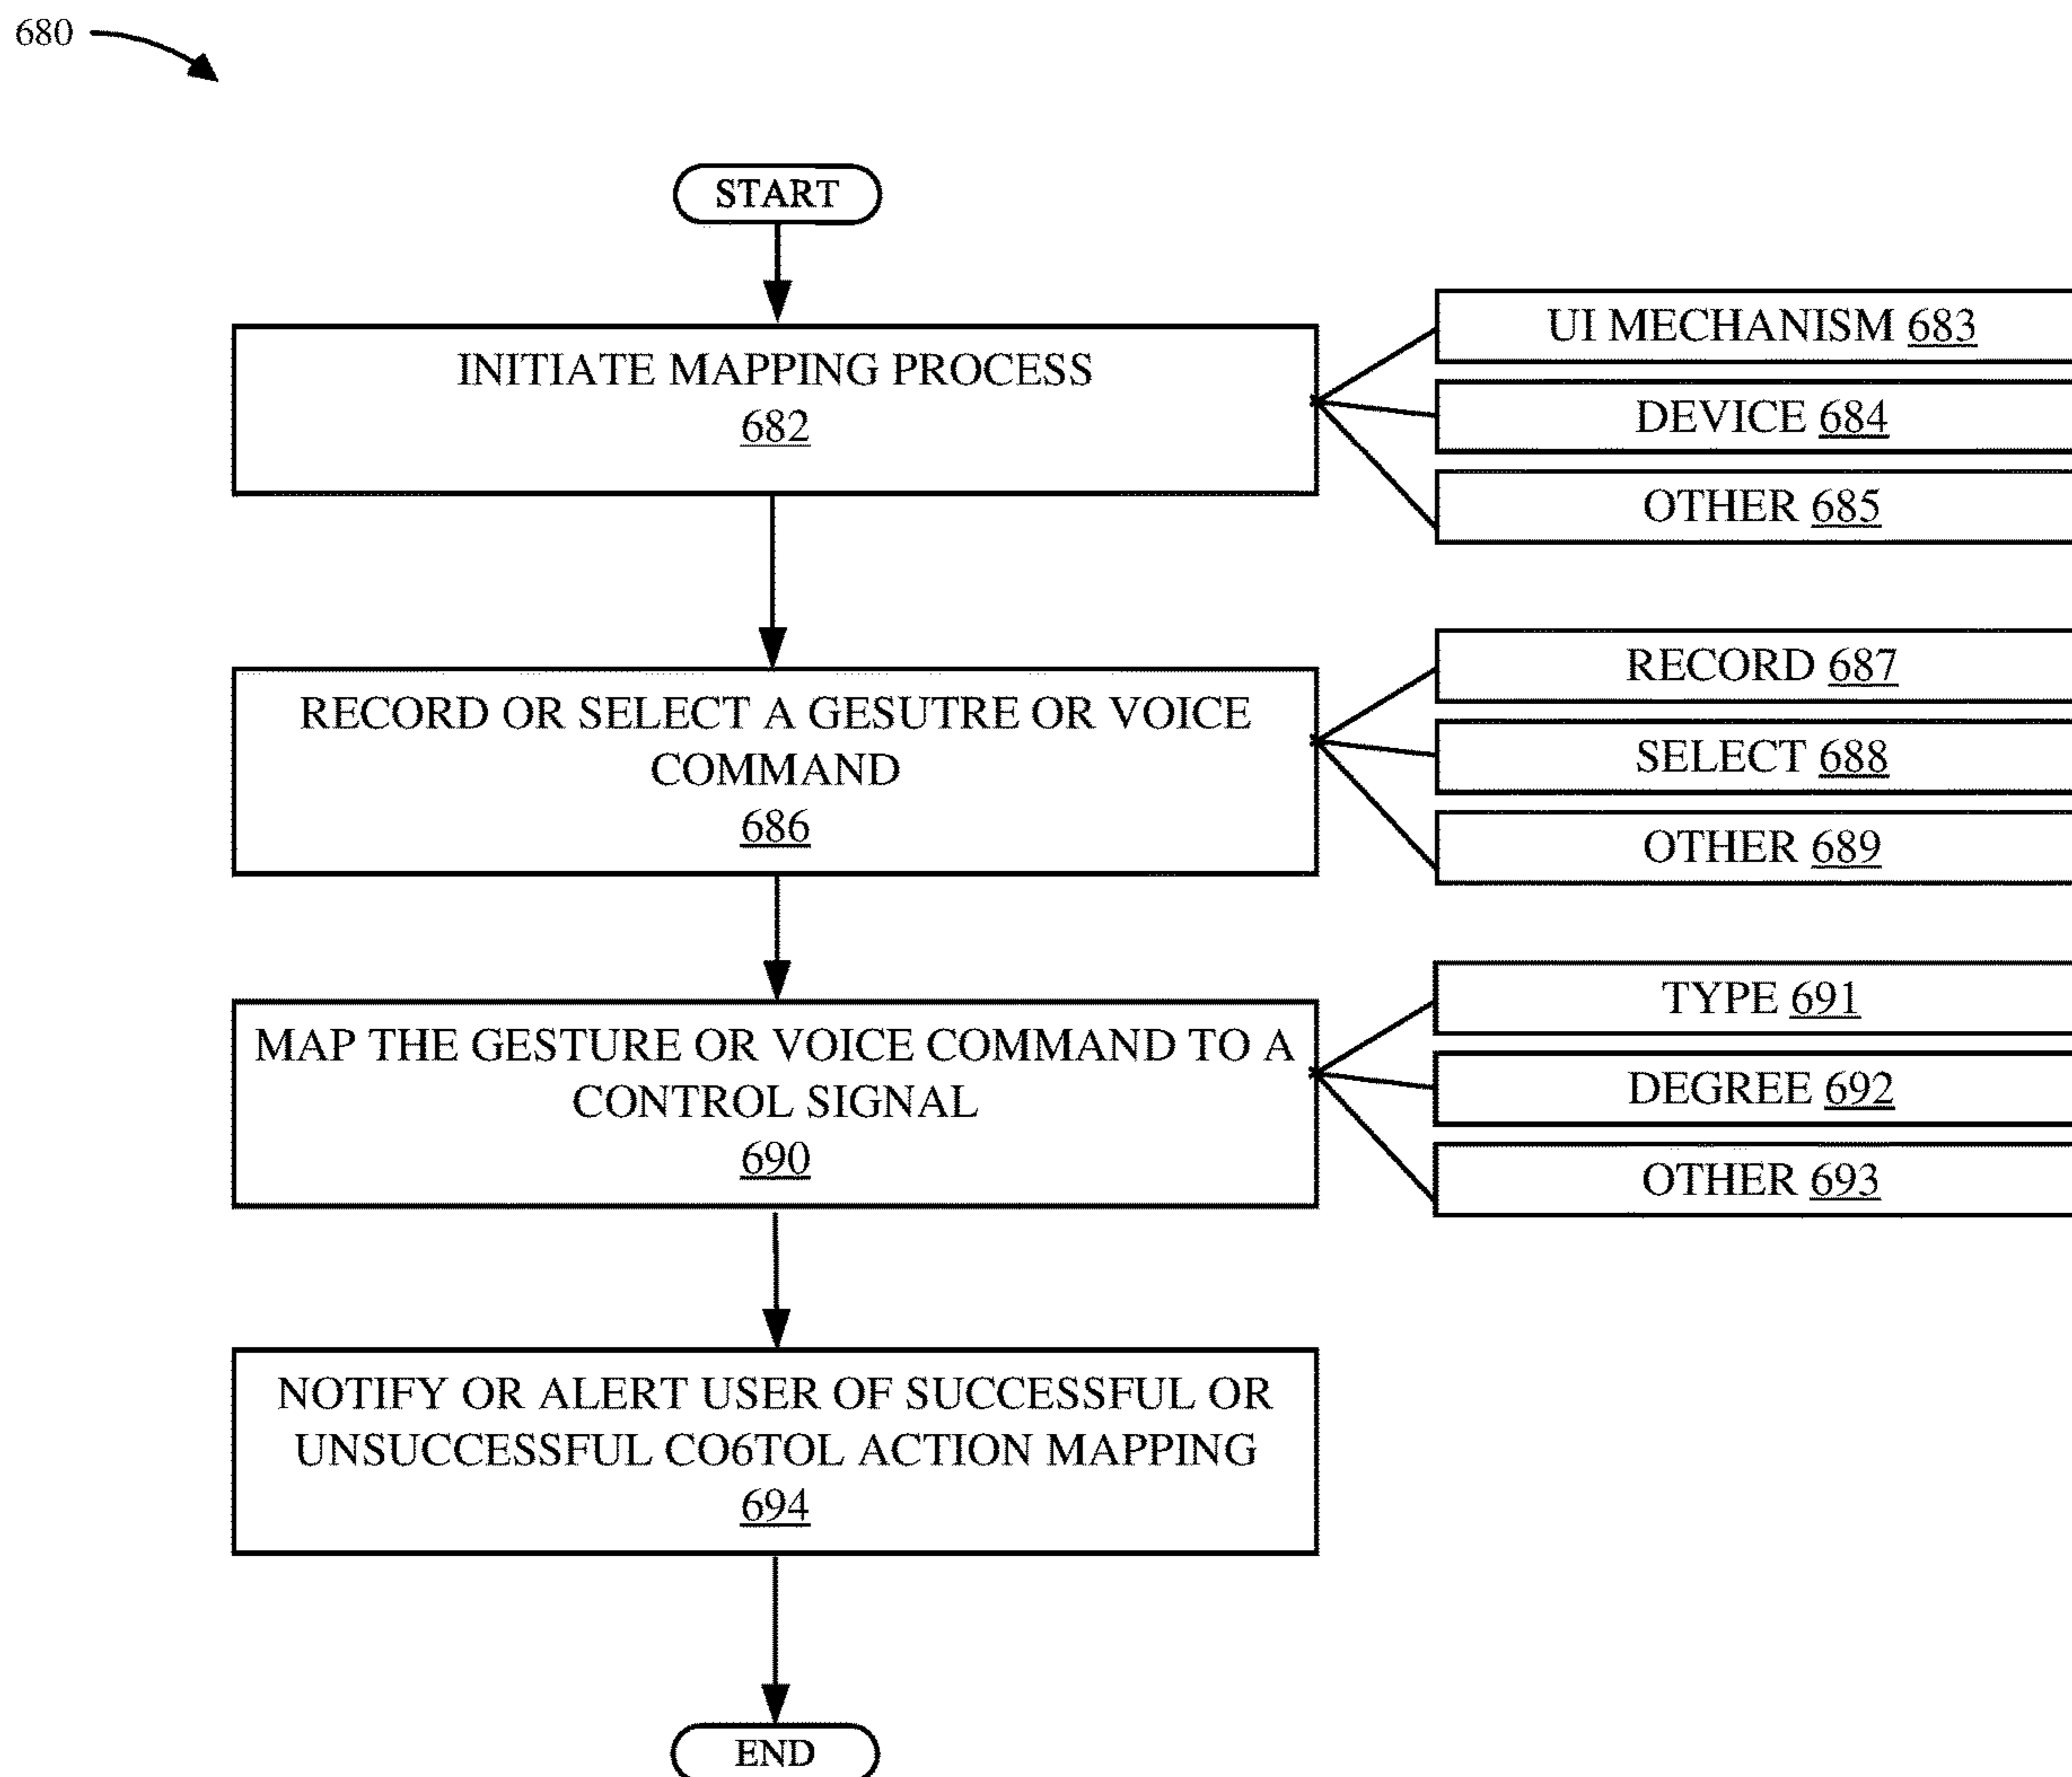 680
START
INITIATE MAPPING PROCESS
682
UI MECHANISM 683
DEVICE 684
OTHER 685
RECORD OR SELECT A GESUTRE OR VOICE
COMMAND
686
RECORD 687
SELECT 688
OTHER 689
MAP THE GESTURE OR VOICE COMMAND TO A
CONTROL SIGNAL
690
TYPE 691
DEGREE 692
OTHER 693
NOTIFY OR ALERT USER OF SUCCESSFUL OR
UNSUCCESSFUL CO6TOL ACTION MAPPING
694
END